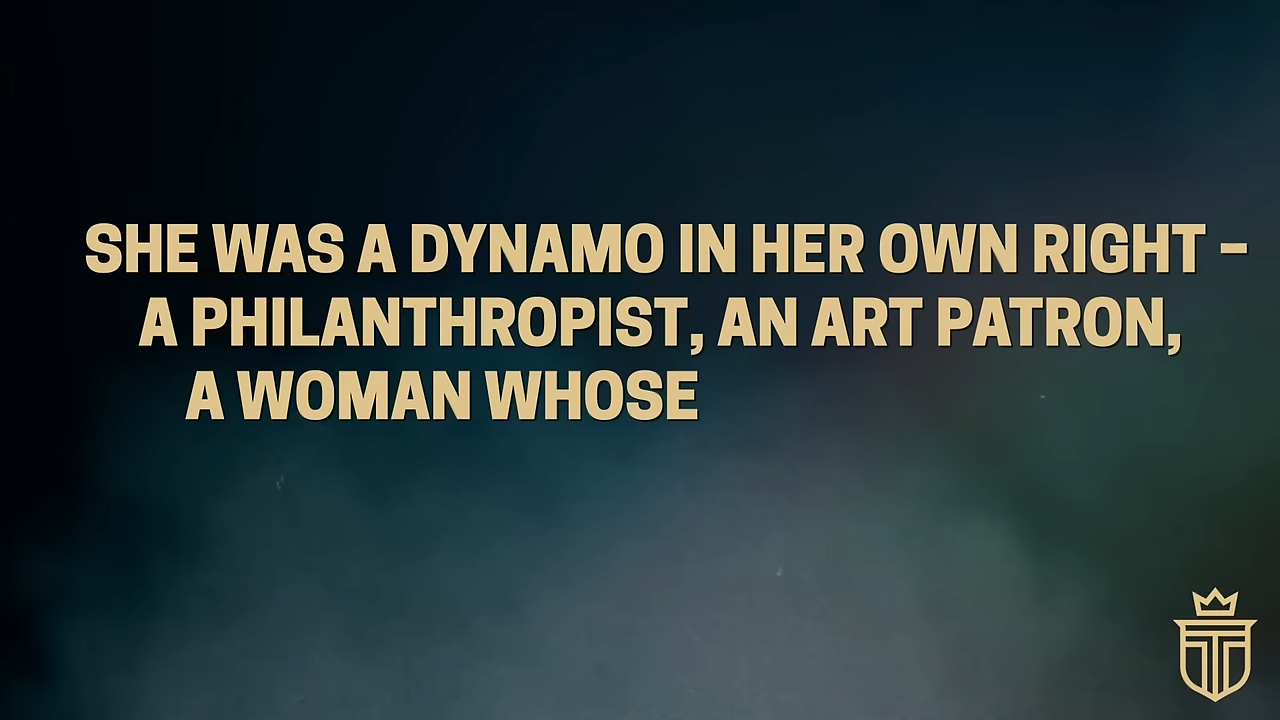 SHE WAS A DYNAMO IN HER OWN RIGHT –
A PHILANTHROPIST, AN ART PATRON,
A WOMAN WHOSE